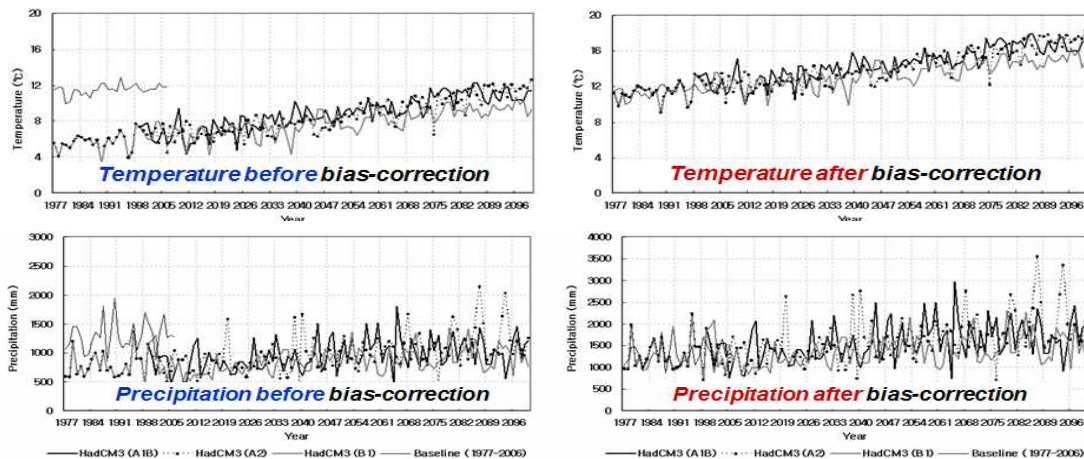 20
16
12
8
4
0
Temperature (℃)
Temperature before bias-correction
1977 1984 1991 1998 2005 2012 2019 2026 2033 2040 2047 2054 2061 2068 2075 2082 2089 2096
Year
20
16
12
8
4
0
Temperature (℃)
Temperature after bias-correction
1977 1984 1991 1998 2005 2012 2019 2026 2033 2040 2047 2054 2061 2068 2075 2082 2089 2096
Year
3000
2500
2000
1500
1000
500
Precipitation (mm)
Precipitation before bias-correction
1977 1984 1991 1998 2005 2012 2019 2026 2033 2040 2047 2054 2061 2068 2075 2082 2089 2096
Year
4000
3500
3000
2500
2000
1500
1000
500
0
Precipitation (mm)
Precipitation after bias-correction
1977 1984 1991 1998 2005 2012 2019 2026 2033 2040 2047 2054 2061 2068 2075 2082 2089 2096
Year
HadCM3 (A1B) HadCM3 (A2) HadCM3 (B1) Baseline (1977-2006)
HadCM3 (A1B) HadCM3 (A2) HadCM3 (B1) Baseline (1977-2006)